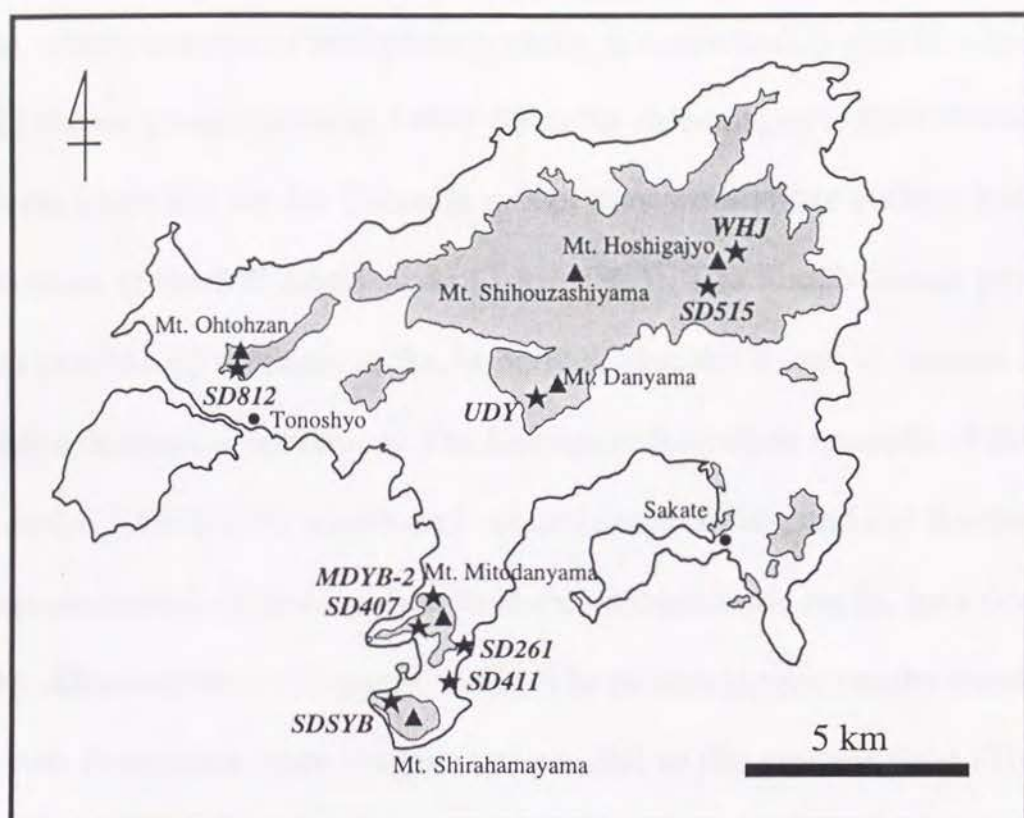 WHJ
Mt. Hoshigajyo
Mt. Shihouzashiyama
SD515
Mt. Ohtohzan
SD812
Tonoshyo
Mt. Danyama
UDY
Sakate
MDYB-2
Mt. Mitodanyama
SD407
SD261
SD411
SDSYB
Mt. Shirahamayama
5 km